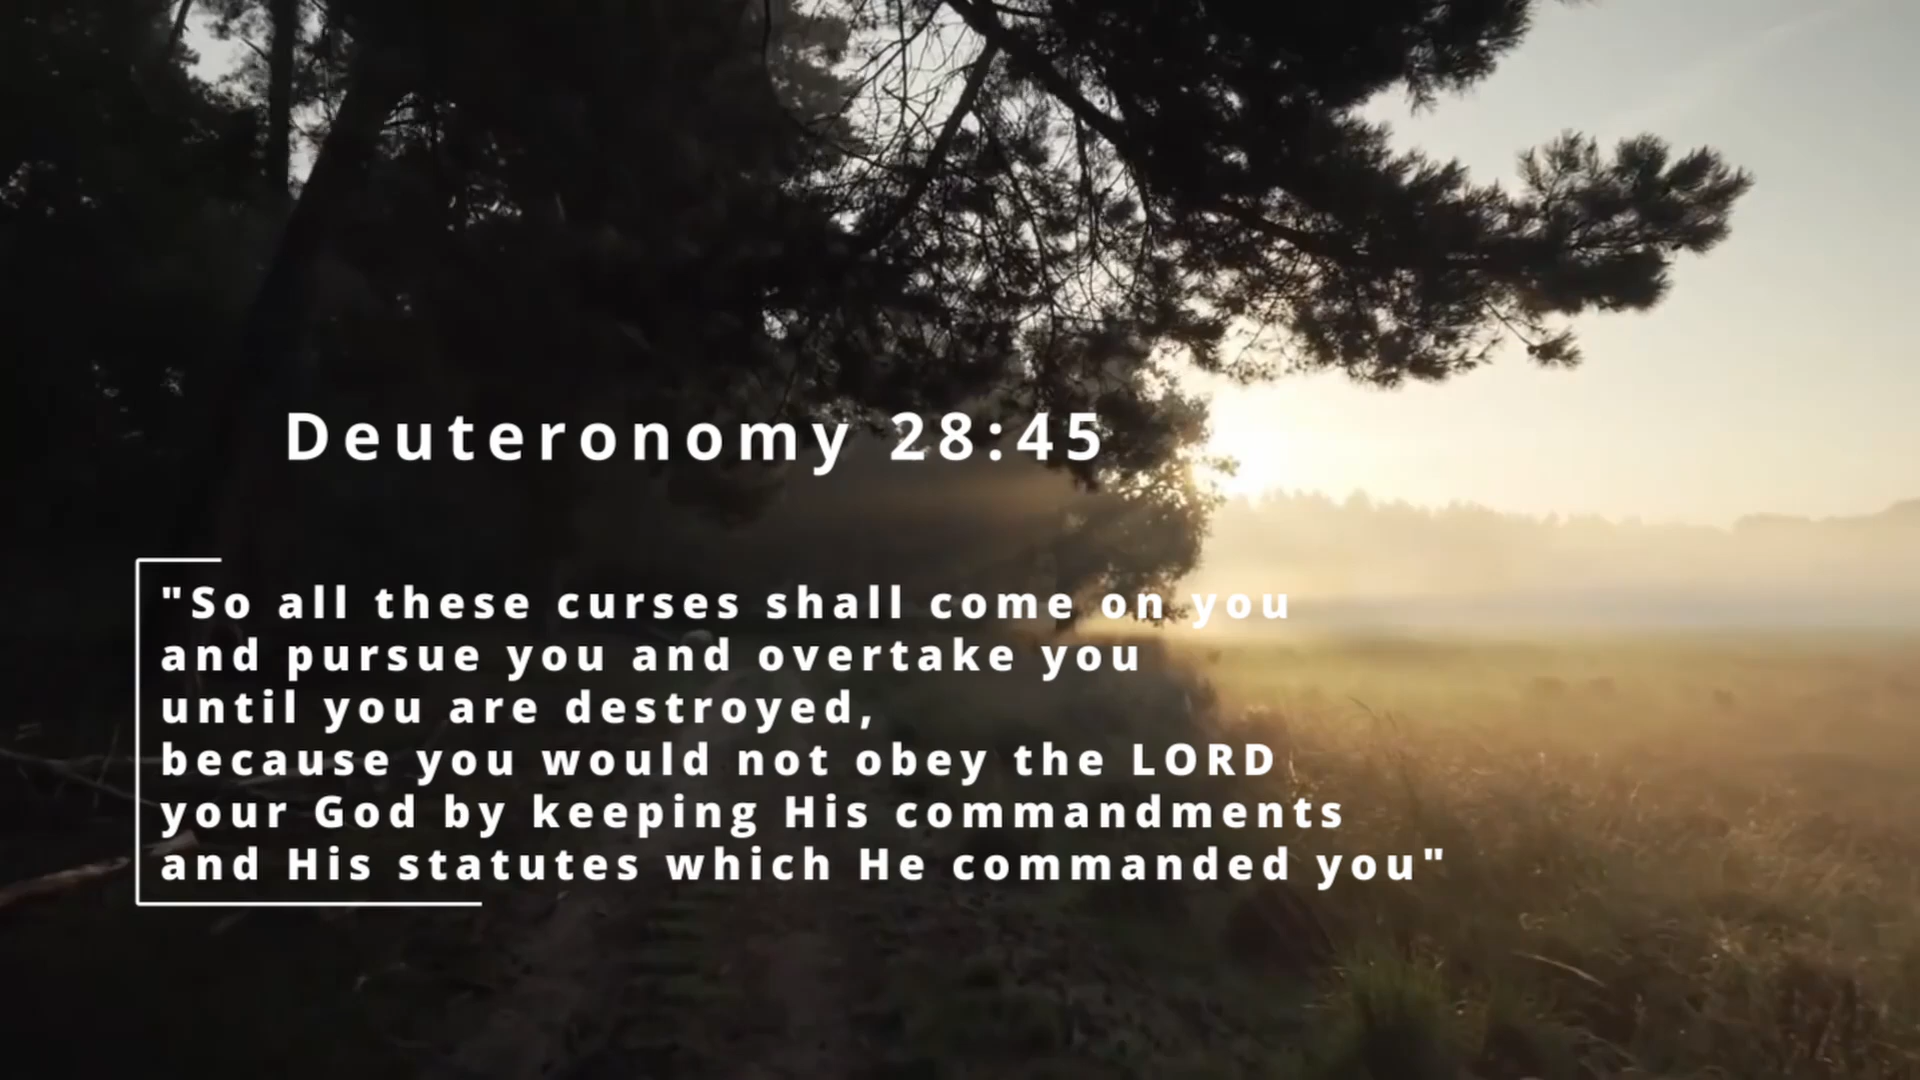 Deuteronomy 28:45
"So all these curses shall come on you
and pursue you and overtake you
until you are destroyed,
because you would not obey the LORD
your God by keeping His commandments
and His statutes which He commanded you"